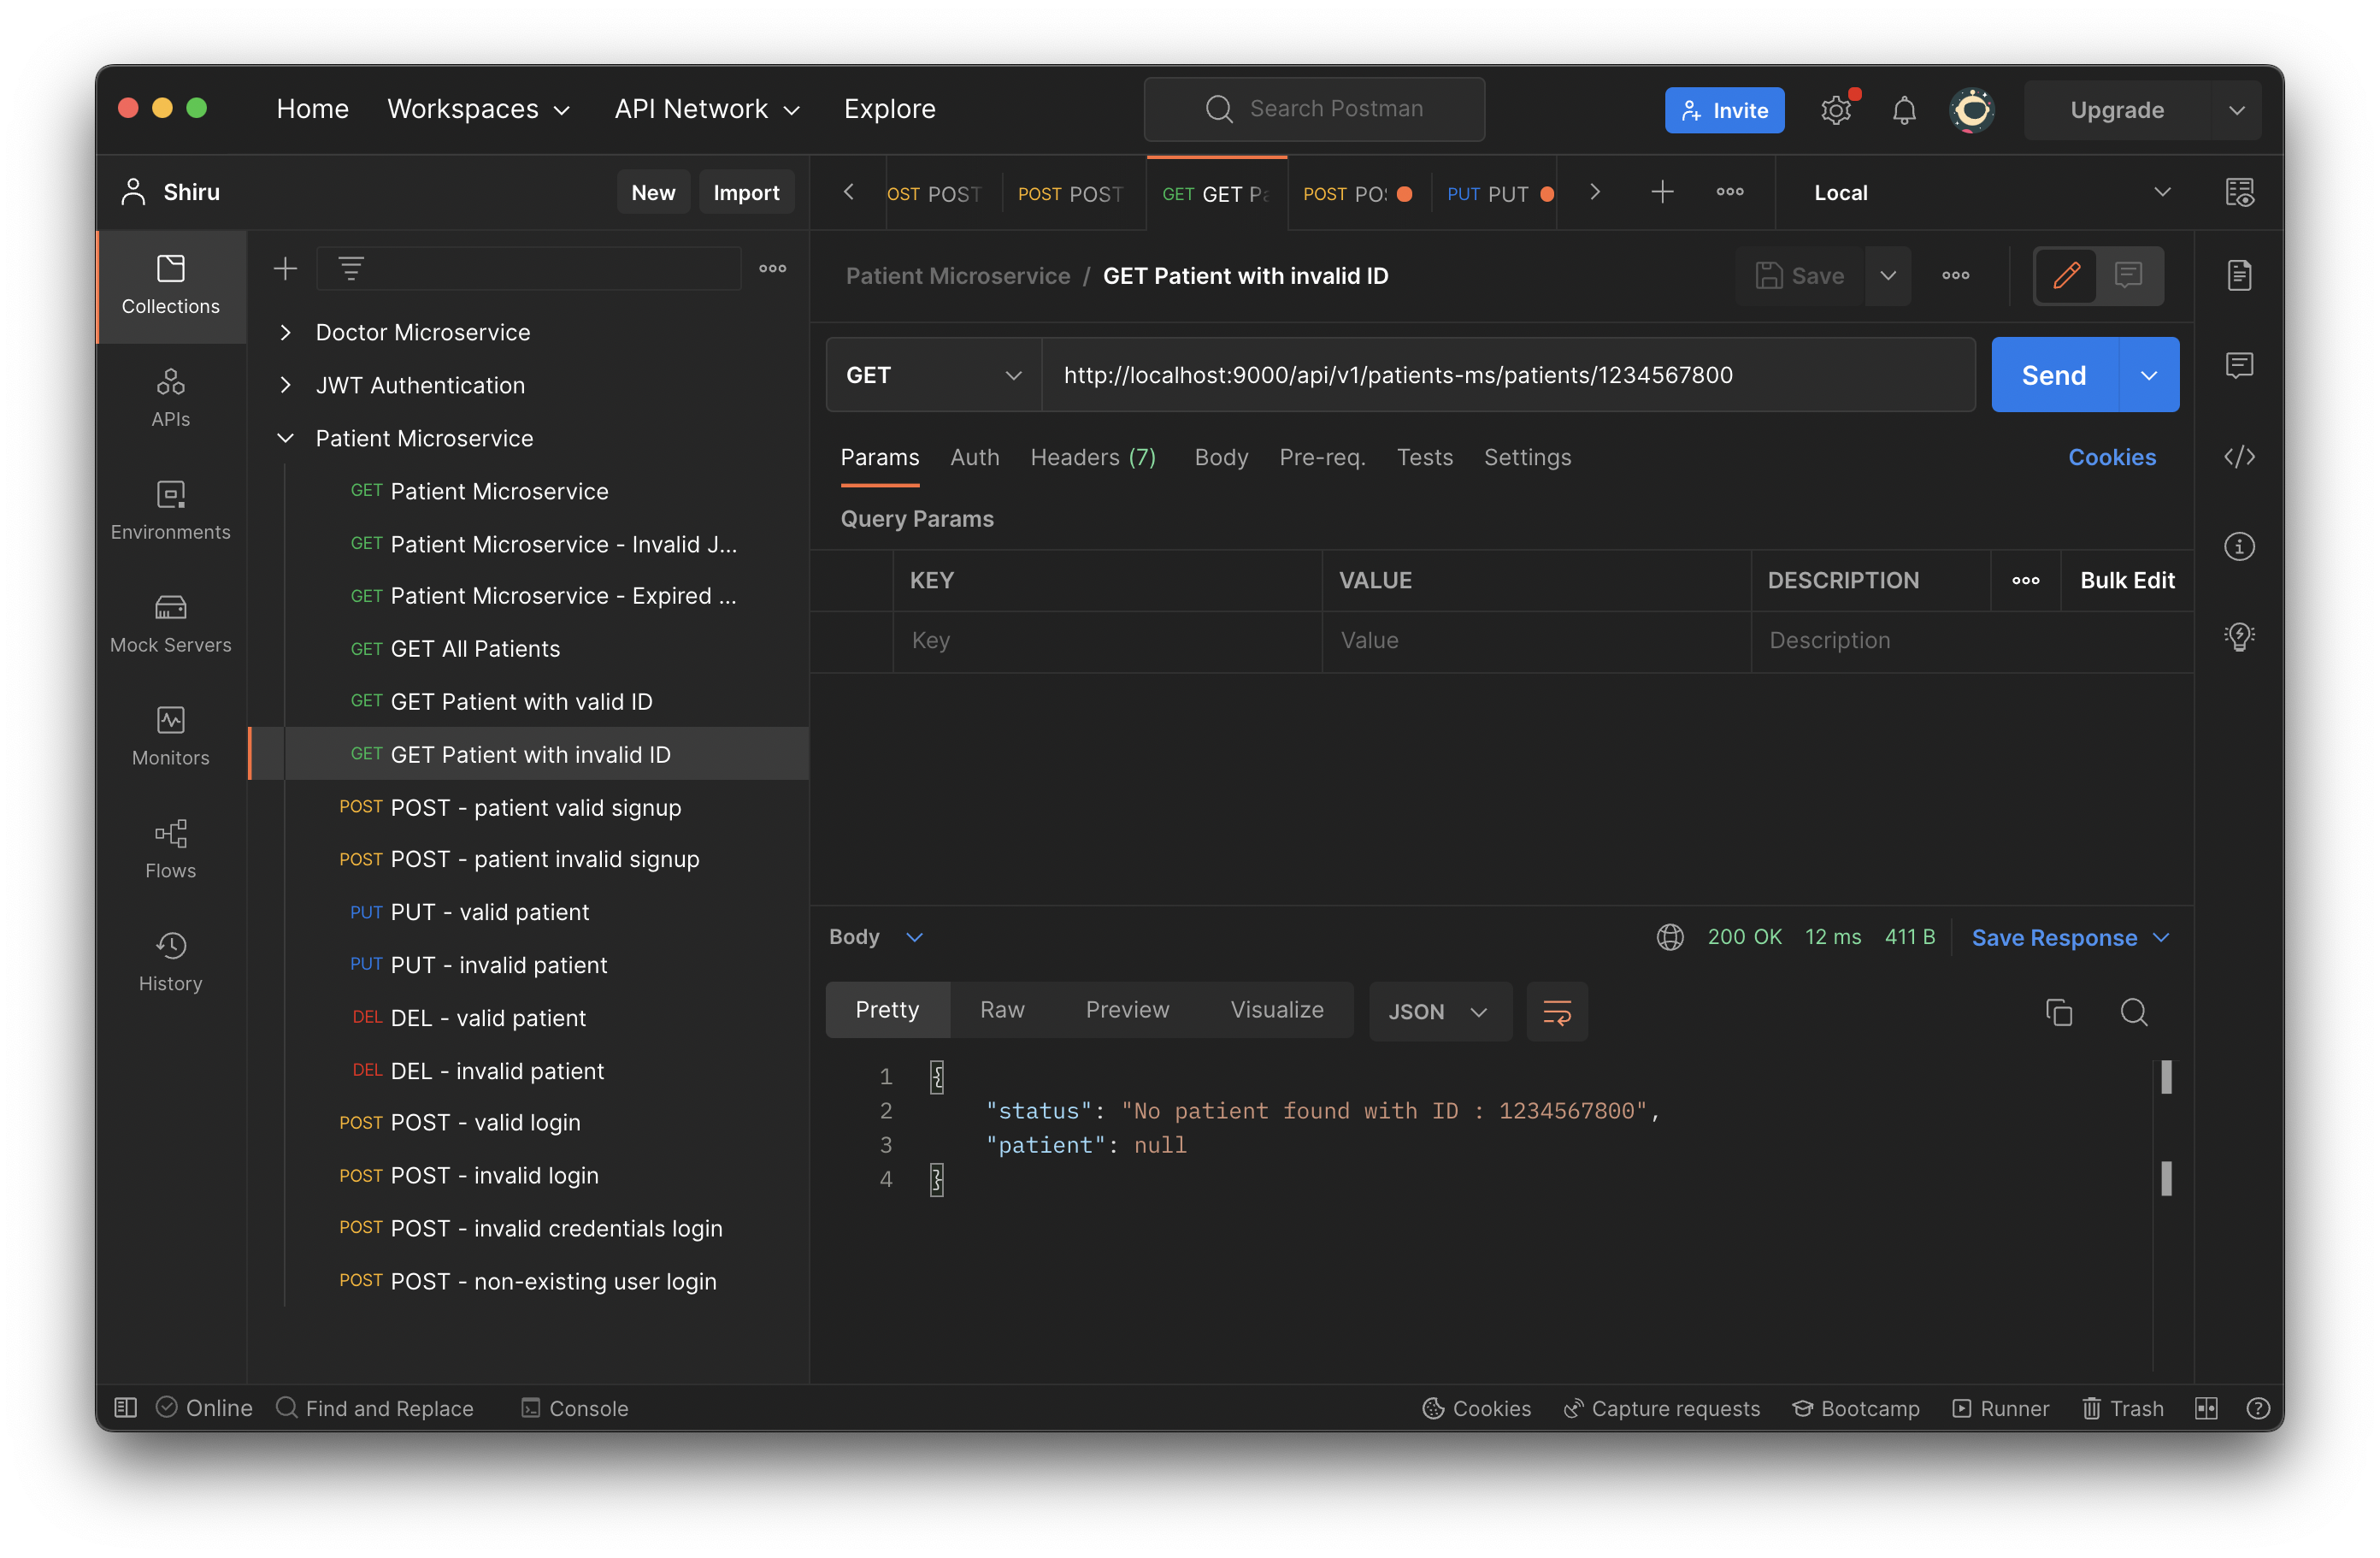 Home Workspaces API Network Explore Search Postman Invite Upgrade
Shiru New Import
OST POST POST POST GET GET Pa POST PO PUT PUT Local
Collections
APIs
Environments
Mock Servers
Monitors
Flows
History
Doctor Microservice
JWT Authentication
Patient Microservice
GET Patient Microservice
GET Patient Microservice - Invalid J...
GET Patient Microservice - Expired ...
GET GET All Patients
GET GET Patient with valid ID
GET GET Patient with invalid ID
POST POST - patient valid signup
POST POST - patient invalid signup
PUT PUT - valid patient
PUT PUT - invalid patient
DEL DEL - valid patient
DEL DEL - invalid patient
POST POST - valid login
POST POST - invalid login
POST POST - invalid credentials login
POST POST - non-existing user login
Patient Microservice / GET Patient with invalid ID Save
GET http://localhost:9000/api/v1/patients-ms/patients/1234567800 Send
Params Auth Headers (7) Body Pre-req. Tests Settings Cookies
Query Params
KEY VALUE DESCRIPTION Bulk Edit
Key Value Description
Body 200 OK 12 ms 411 B Save Response
Pretty Raw Preview Visualize JSON
1 {
2 "status": "No patient found with ID : 1234567800",
3 "patient": null
4 }
Online Find and Replace Console Cookies Capture requests Bootcamp Runner Trash